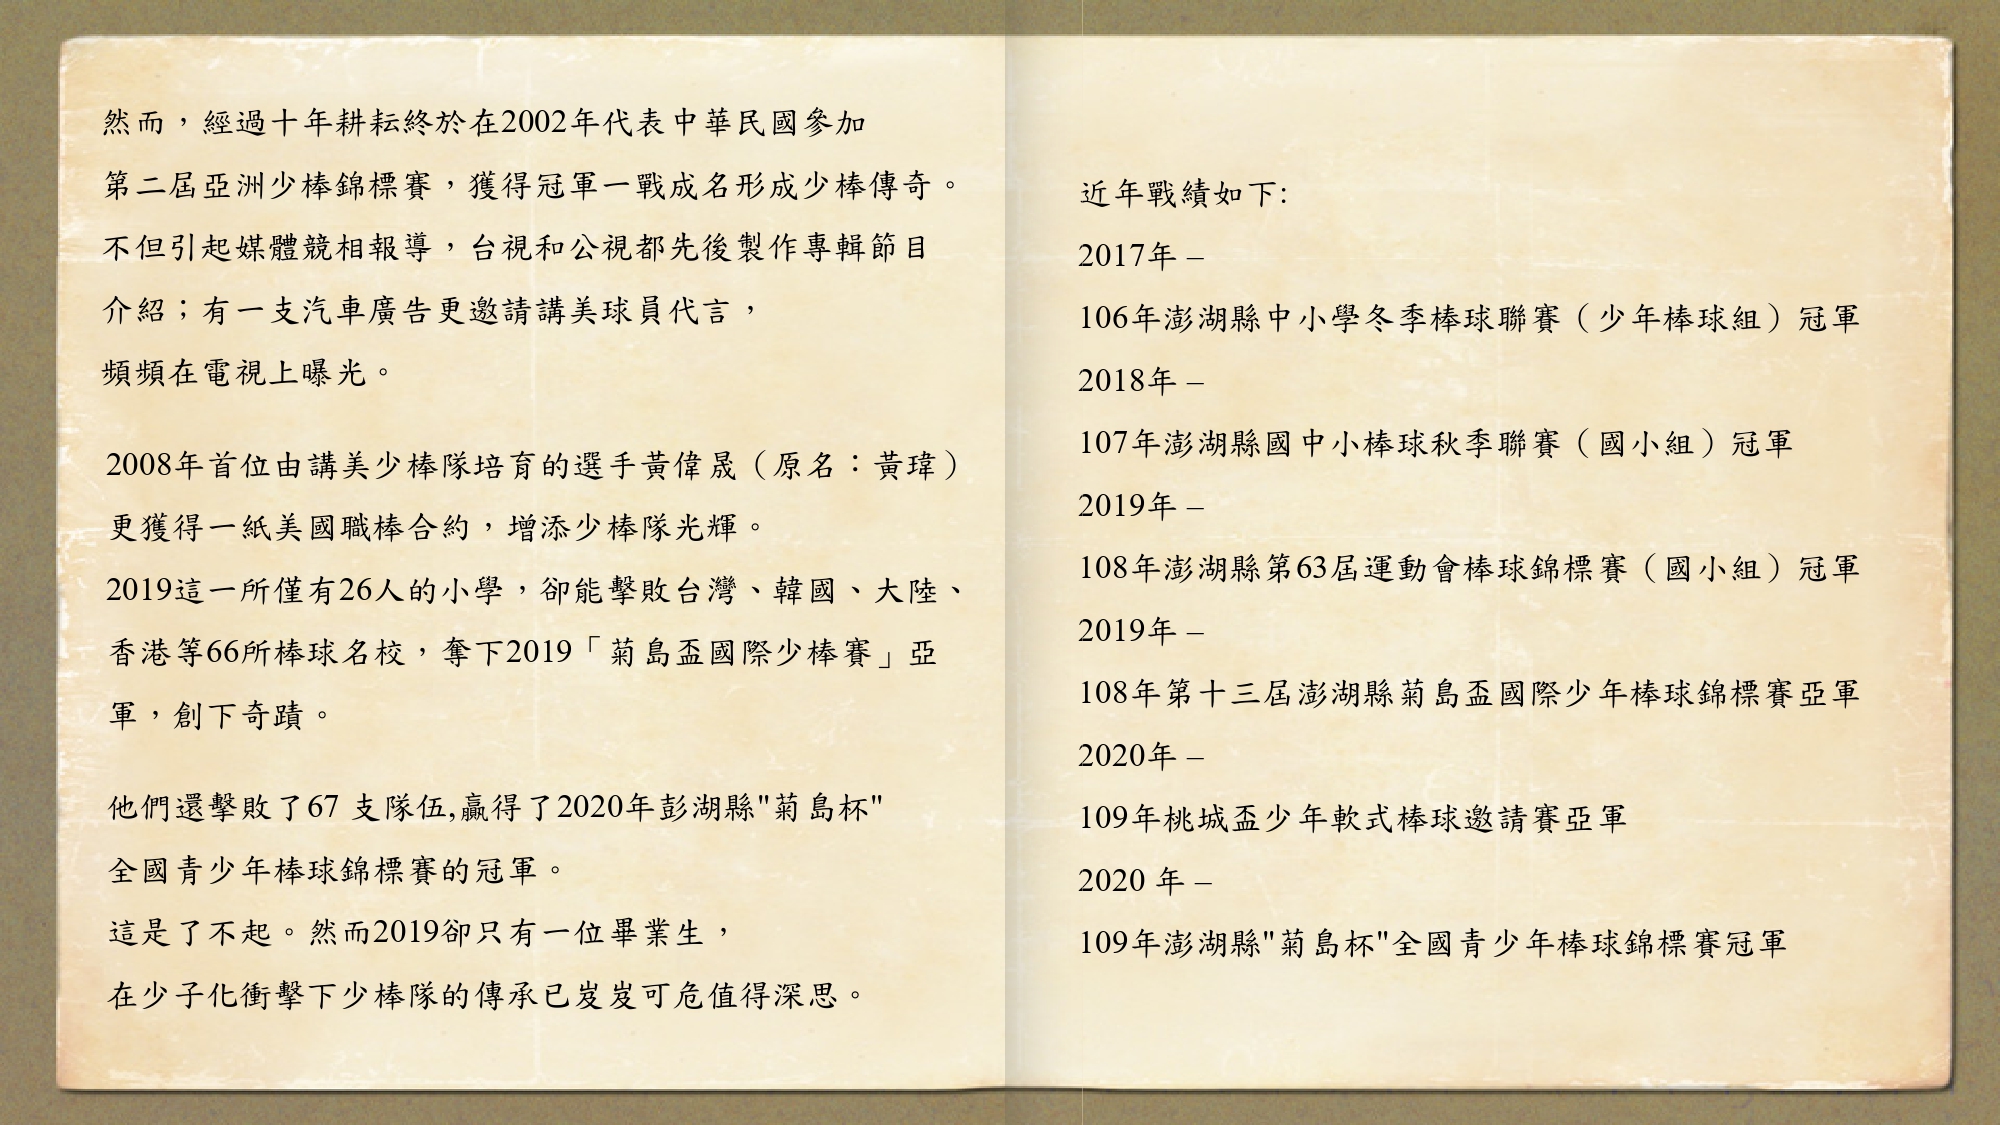 然而，經過十年耕耘終於在2002年代表中華民國參加
第二屆亞洲少棒錦標賽，獲得冠軍一戰成名形成少棒傳奇。
不但引起媒體競相報導，台視和公視都先後製作專輯節目
介紹；有一支汽車廣告更邀請講美球員代言，
頻頻在電視上曝光。
2008年首位由講美少棒隊培育的選手黃偉晟（原名：黃瑋）
更獲得一紙美國職棒合約，增添少棒隊光輝。
2019這一所僅有26人的小學，卻能擊敗台灣、韓國、大陸、
香港等66所棒球名校，奪下2019「菊島盃國際少棒賽」亞
軍，創下奇蹟。
他們還擊敗了67 支隊伍,贏得了2020年彭湖縣"菊島杯"
全國青少年棒球錦標賽的冠軍。
這是了不起。然而2019卻只有一位畢業生，
在少子化衝擊下少棒隊的傳承已岌岌可危值得深思。
近年戰績如下:
2017年 –
106年澎湖縣中小學冬季棒球聯賽（少年棒球組）冠軍
2018年 –
107年澎湖縣國中小棒球秋季聯賽（國小組）冠軍
2019年 –
108年澎湖縣第63屆運動會棒球錦標賽（國小組）冠軍
2019年 –
108年第十三屆澎湖縣菊島盃國際少年棒球錦標賽亞軍
2020年 –
109年桃城盃少年軟式棒球邀請賽亞軍
2020 年 –
109年澎湖縣"菊島杯"全國青少年棒球錦標賽冠軍